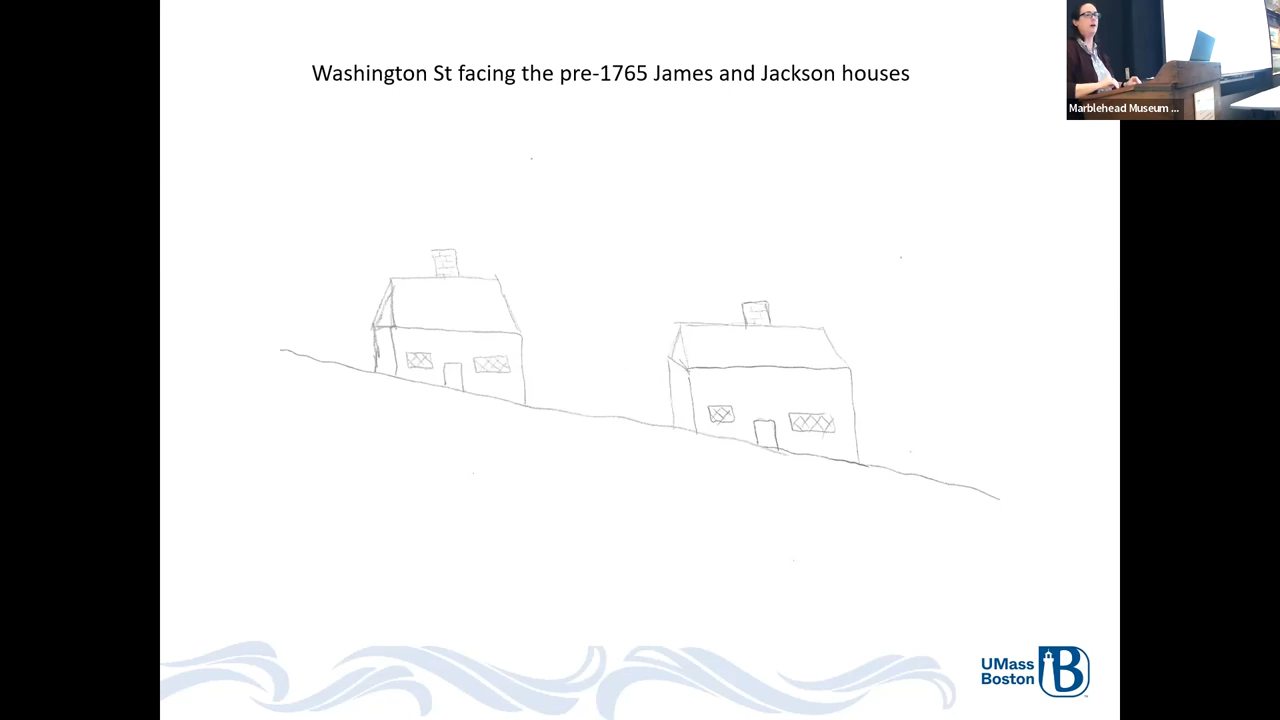 Washington St facing the pre-1765 James and Jackson houses
Marblehead Museum ...
UMass
Boston
B